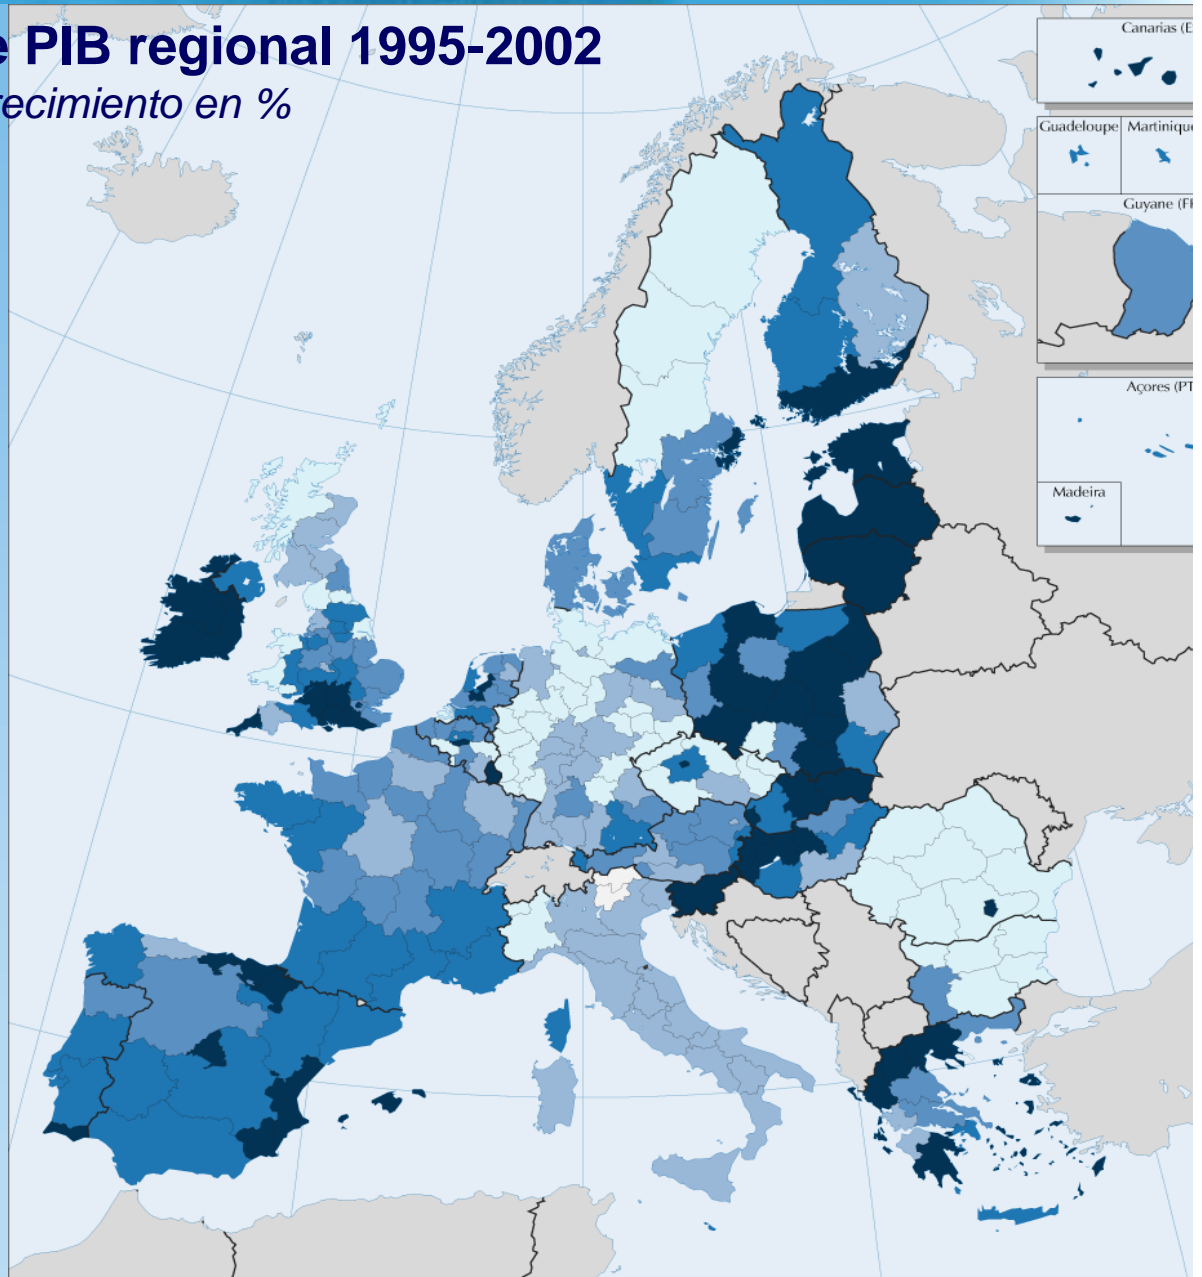 e PIB regional 1995-2002
recimiento en %
Canarias (E
Guadeloupe
Martinique
Guyane (F
Açores (PT
Madeira